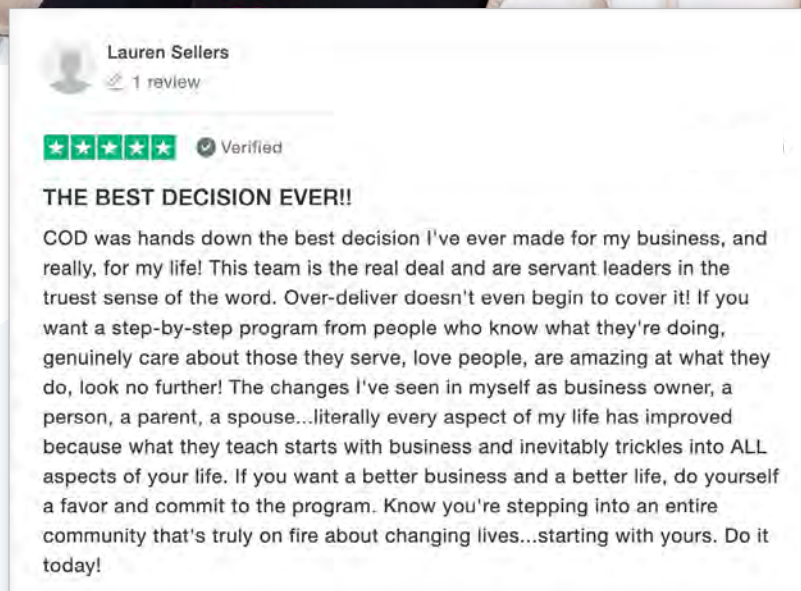 Lauren Sellers
1 review
Verified
THE BEST DECISION EVER!!
COD was hands down the best decision I've ever made for my business, and
really, for my life! This team is the real deal and are servant leaders in the
truest sense of the word. Over-deliver doesn't even begin to cover it! If you
want a step-by-step program from people who know what they're doing,
genuinely care about those they serve, love people, are amazing at what they
do, look no further! The changes I've seen in myself as business owner, a
person, a parent, a spouse...literally every aspect of my life has improved
because what they teach starts with business and inevitably trickles into ALL
aspects of your life. If you want a better business and a better life, do yourself
a favor and commit to the program. Know you're stepping into an entire
community that's truly on fire about changing lives...starting with yours. Do it
today!